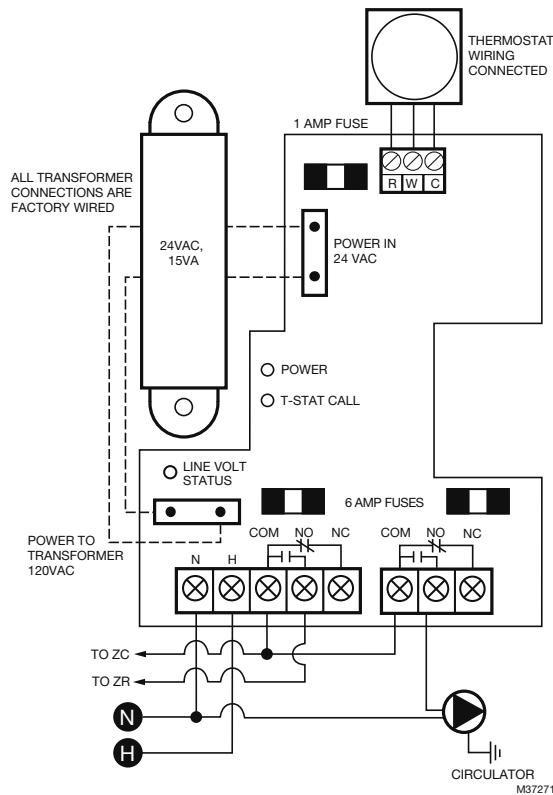 THERMOSTAT
WIRING
CONNECTED
1 AMP FUSE
R W C
ALL TRANSFORMER
CONNECTIONS ARE
FACTORY WIRED
24VAC,
15VA
POWER IN
24 VAC
POWER
T-STAT CALL
LINE VOLT
STATUS
6 AMP FUSES
POWER TO
TRANSFORMER
120VAC
N H COM NO NC COM NO NC
TO ZC
TO ZR
N
H
CIRCULATOR
M37271